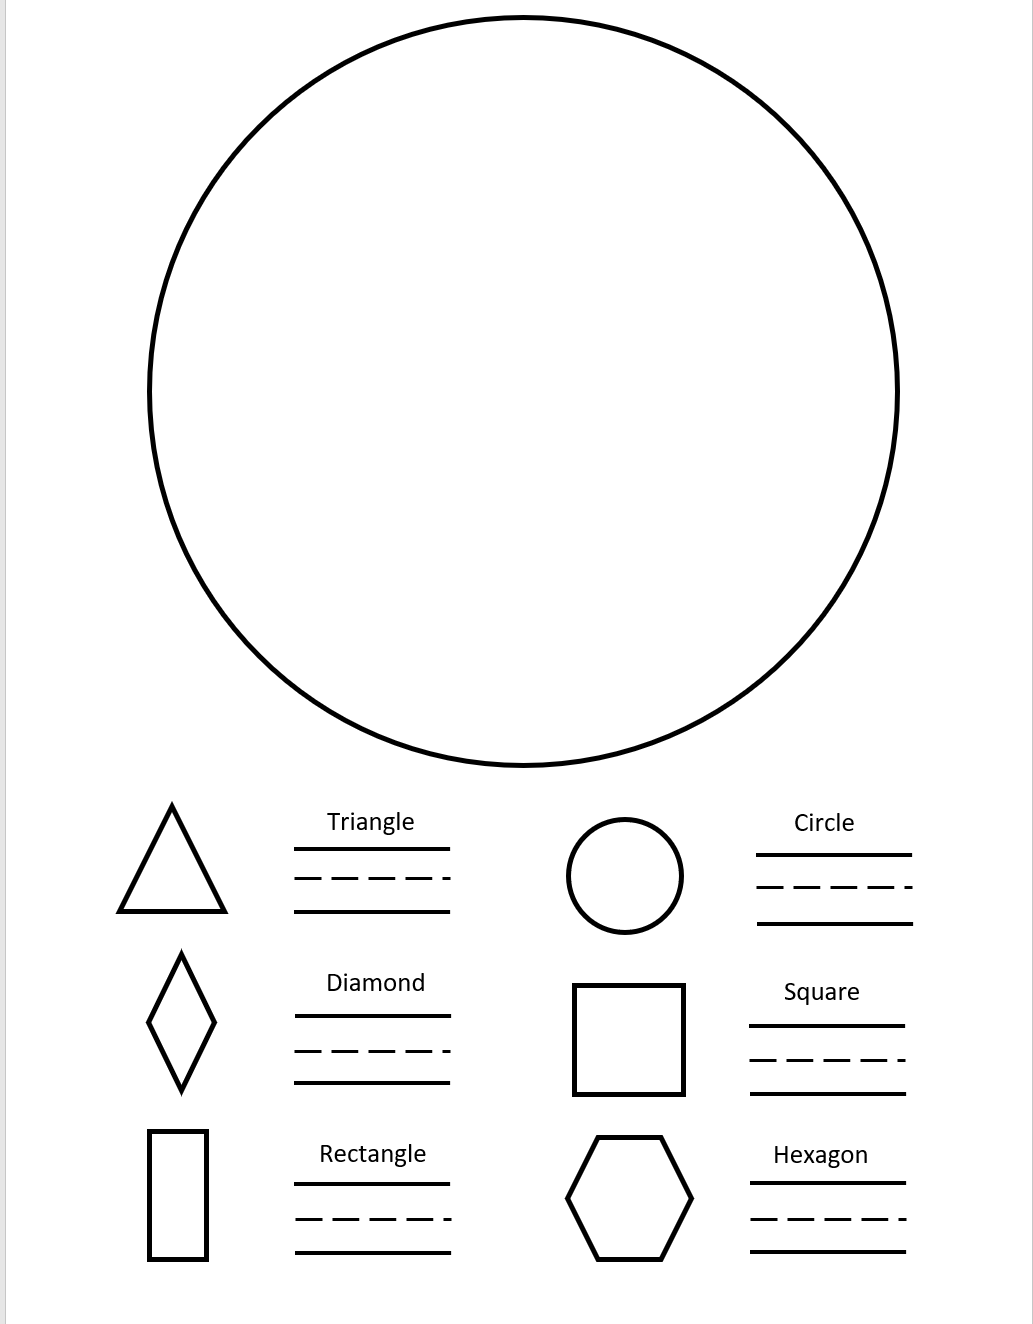 Triangle
Circle
Diamond
Square
Rectangle
Hexagon